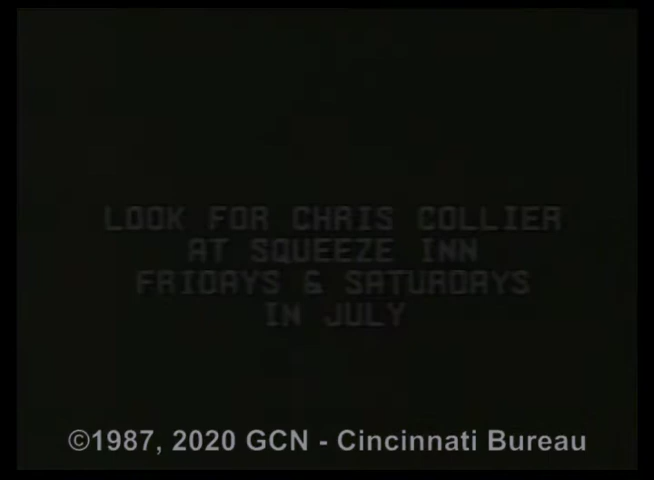 LOOK FOR CHRIS COLLIER
AT SQUEEZE INN
FRIDAYS & SATURDAYS
IN JULY
©1987, 2020 GCN - Cincinnati Bureau